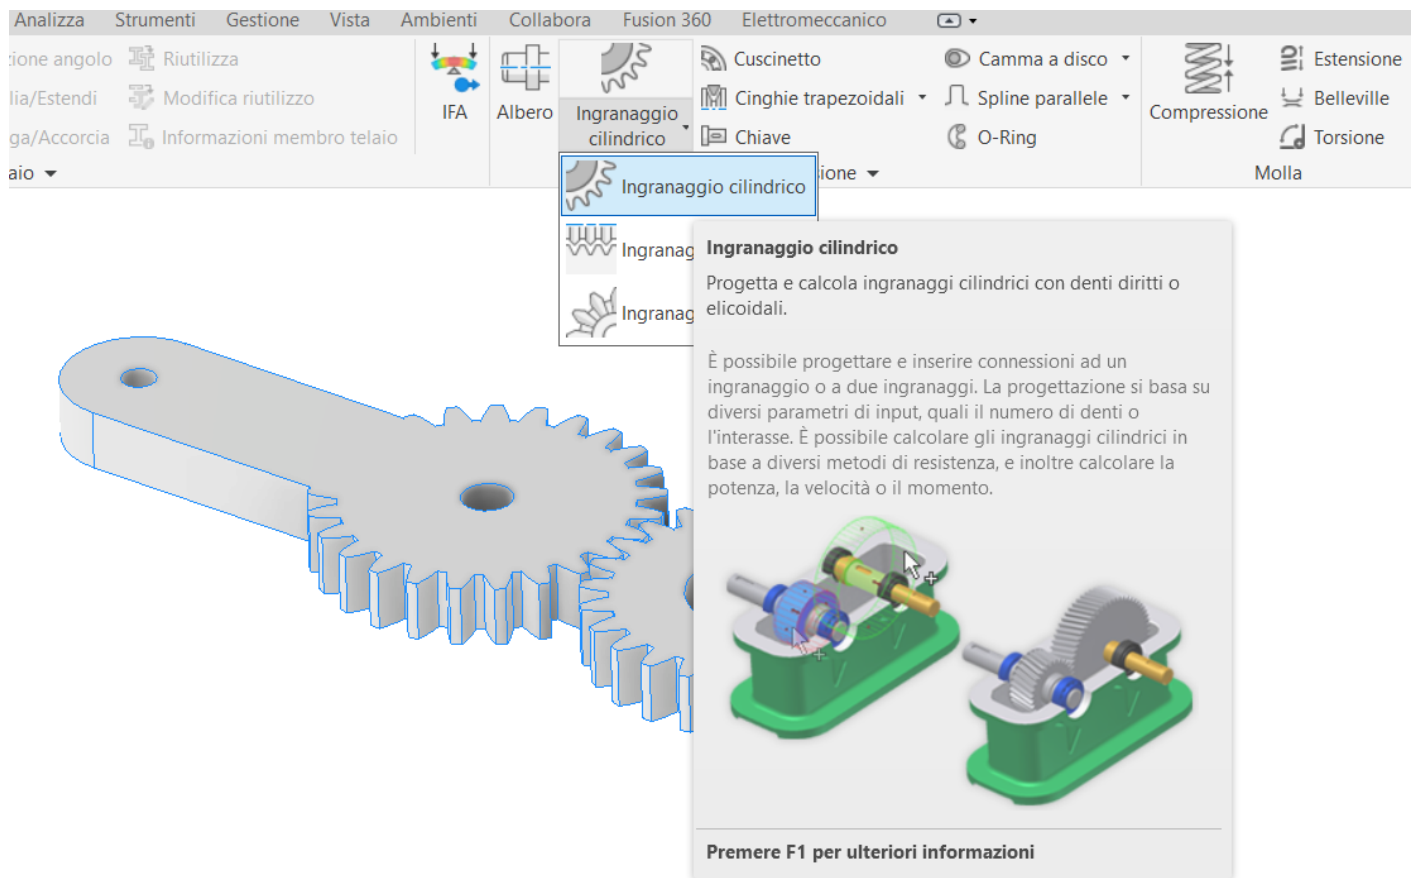 Analizza Strumenti Gestione Vista Ambienti Collabora Fusion 360 Elettromeccanico
zione angolo Riutilizza Cuscinetto Camma a disco Estensione
lia/Estendi Modifica riutilizzo IFA Albero Ingranaggio Cinghie trapezoidali Spline parallele Compressione Belleville
ga/Accorcia Informazioni membro telaio cilindrico Chiave O-Ring Torsione
aio sione Molla
Ingranaggio cilindrico
Ingranag
Ingranag
Ingranaggio cilindrico
Progetta e calcola ingranaggi cilindrici con denti diritti o
elicoidali.
È possibile progettare e inserire connessioni ad un
ingranaggio o a due ingranaggi. La progettazione si basa su
diversi parametri di input, quali il numero di denti o
l'interasse. È possibile calcolare gli ingranaggi cilindrici in
base a diversi metodi di resistenza, e inoltre calcolare la
potenza, la velocità o il momento.
Premere F1 per ulteriori informazioni